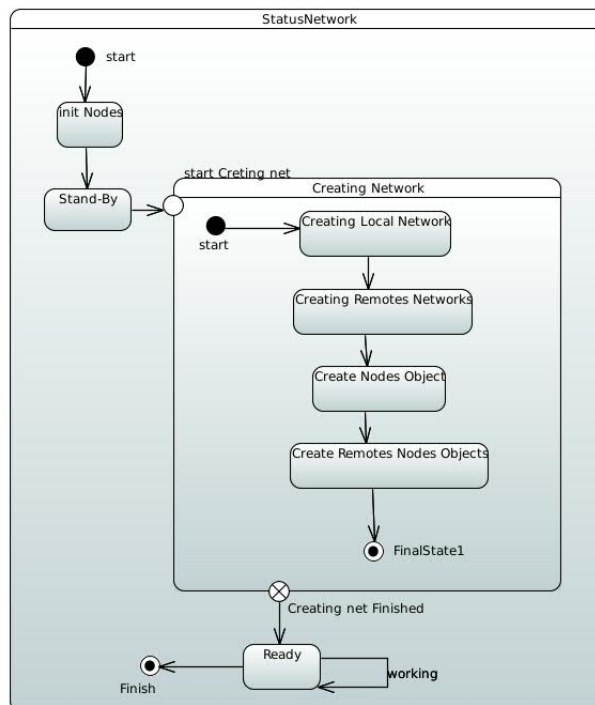 StatusNetwork
start
init Nodes
Stand-By
start Creting net
Creating Network
start
Creating Local Network
Creating Remotes Networks
Create Nodes Object
Create Remotes Nodes Objects
FinalState1
Creating net Finished
Ready
working
Finish